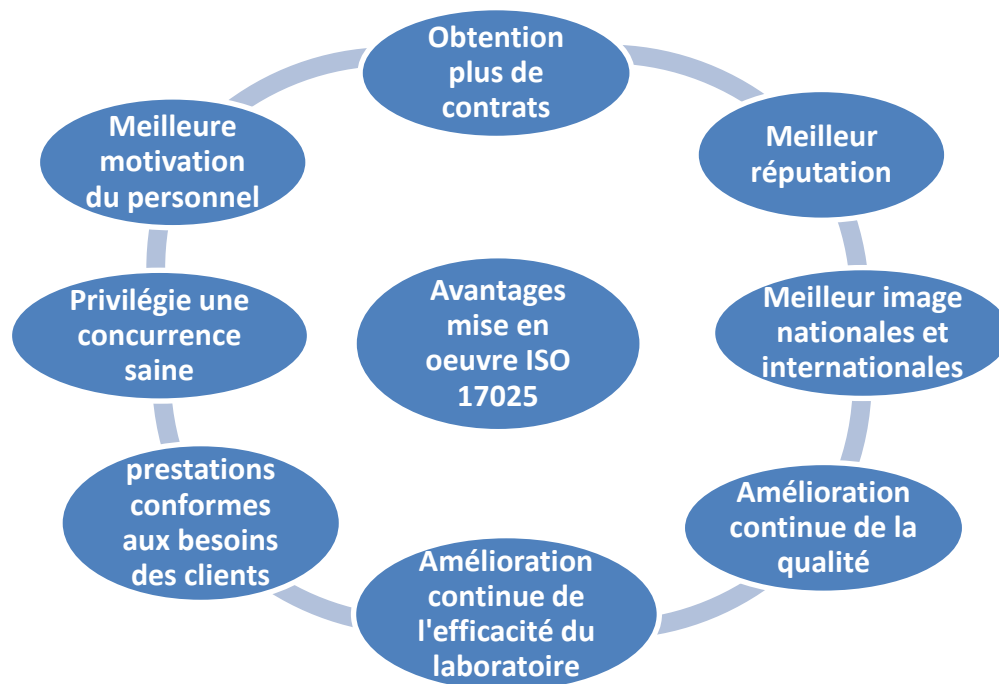 Obtention
plus de
contrats
Meilleur
réputation
Meilleur image
nationales et
internationales
Amélioration
continue de la
qualité
Amélioration
continue de
l'efficacité du
laboratoire
prestations
conformes
aux besoins
des clients
Privilégie une
concurrence
saine
Meilleure
motivation
du personnel
Avantages
mise en
oeuvre ISO
17025